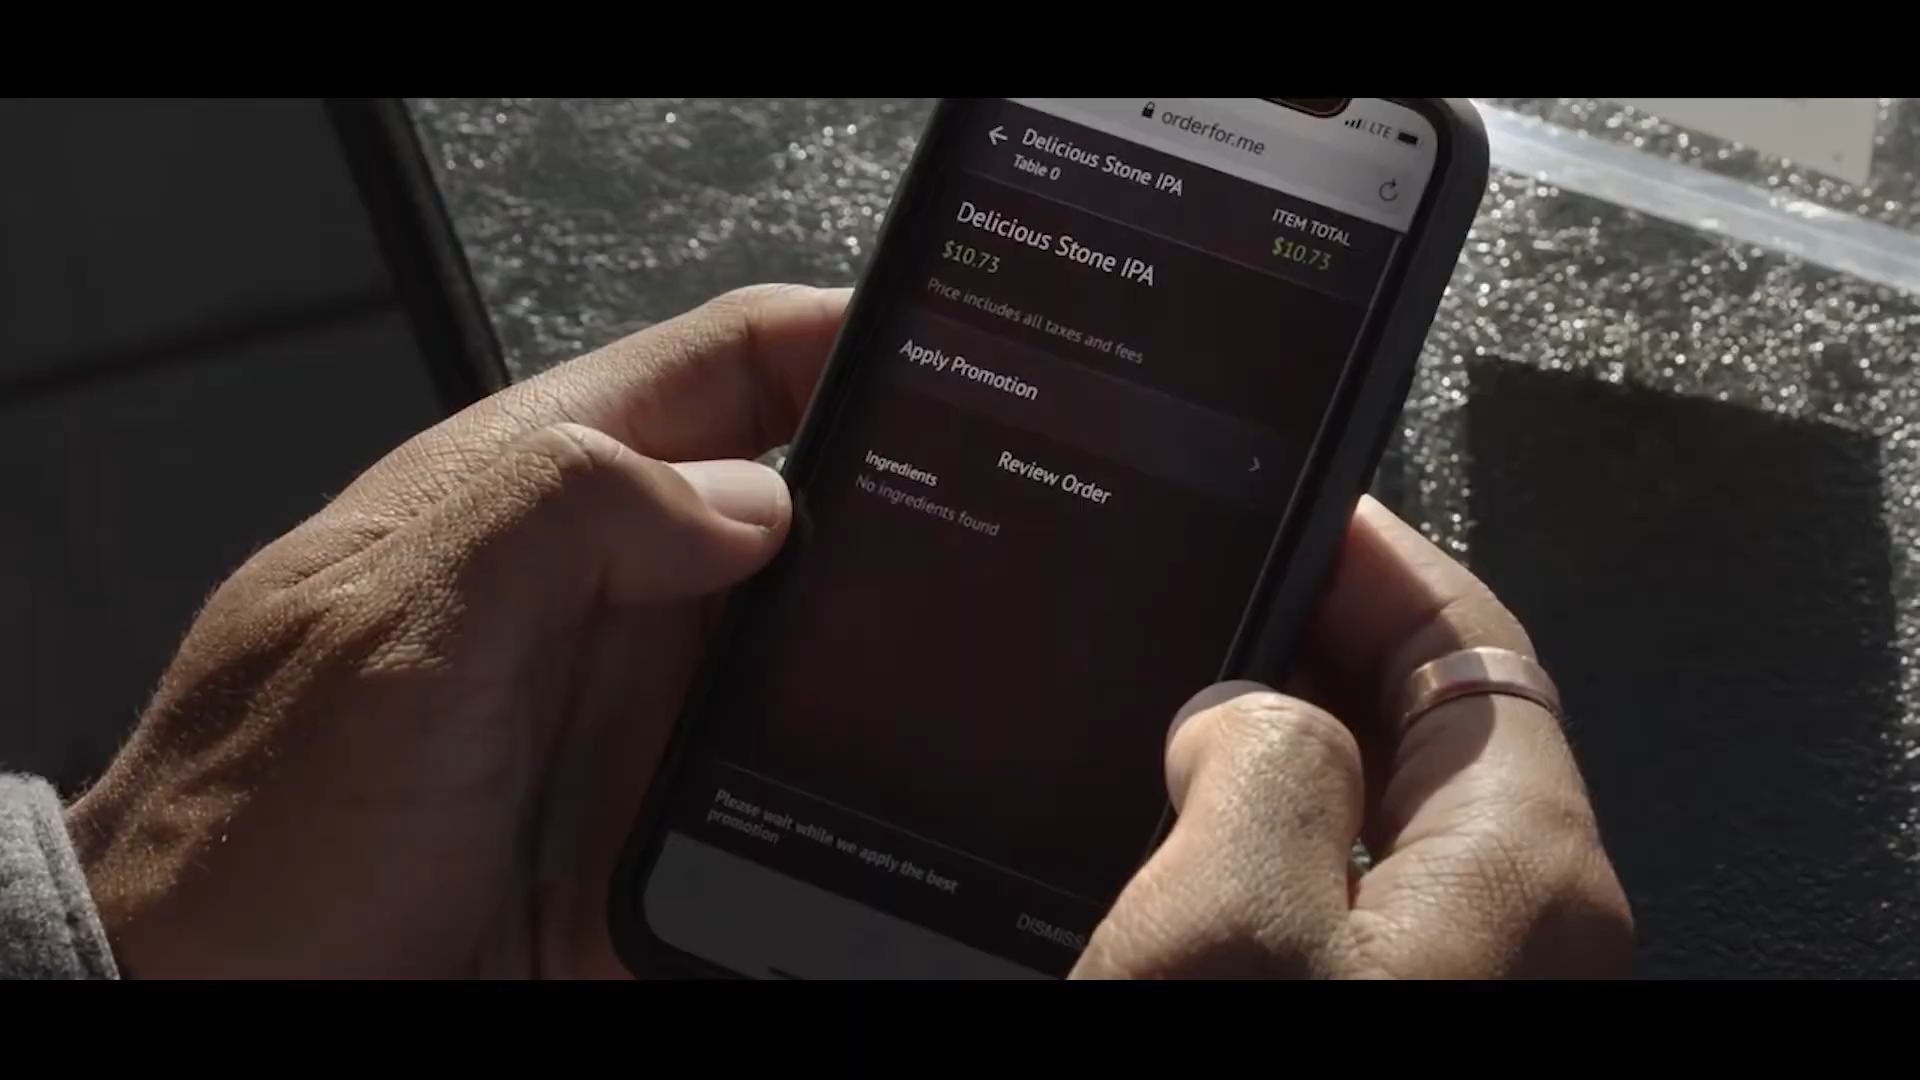 orderfor.me
LTE
Delicious Stone IPA
Table 0
ITEM TOTAL
$10.73
Delicious Stone IPA
$10.73
Price includes all taxes and fees
Apply Promotion
Review Order
Ingredients
No ingredients found
Please wait while we apply the best
promotion
DISMISS